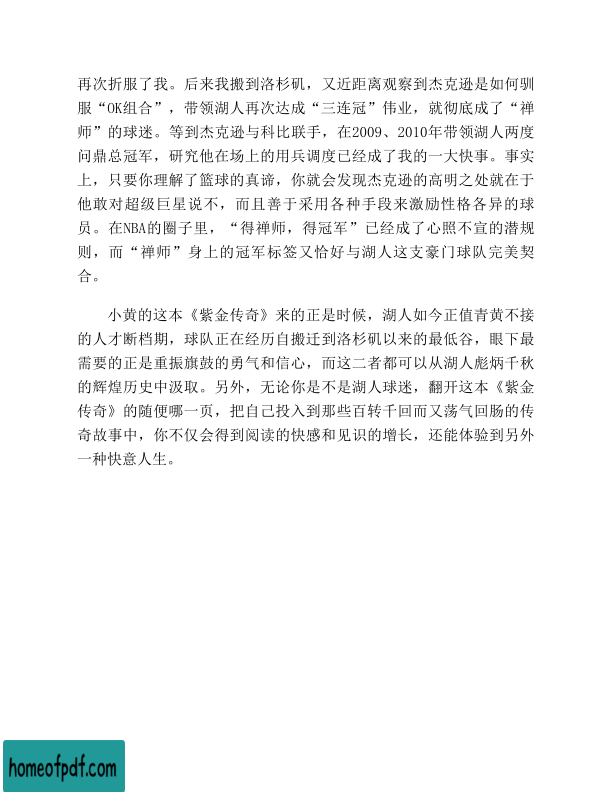 再次折服了我。后来我搬到洛杉矶，又近距离观察到杰克逊是如何驯
服“OK组合”，带领湖人再次达成“三连冠”伟业，就彻底成了“禅
师”的球迷。等到杰克逊与科比联手，在2009、2010年带领湖人两度
问鼎总冠军，研究他在场上的用兵调度已经成了我的一大快事。事实
上，只要你理解了篮球的真谛，你就会发现杰克逊的高明之处就在于
他敢对超级巨星说不，而且善于采用各种手段来激励性格各异的球
员。在NBA的圈子里，“得禅师，得冠军”已经成了心照不宣的潜规
则，而“禅师”身上的冠军标签又恰好与湖人这支豪门球队完美契
合。
小黄的这本《紫金传奇》来的正是时候，湖人如今正值青黄不接
的人才断档期，球队正在经历自搬迁到洛杉矶以来的最低谷，眼下最
需要的正是重振旗鼓的勇气和信心，而这二者都可以从湖人彪炳千秋
的辉煌历史中汲取。另外，无论你是不是湖人球迷，翻开这本《紫金
传奇》的随便哪一页，把自己投入到那些百转千回而又荡气回肠的传
奇故事中，你不仅会得到阅读的快感和见识的增长，还能体验到另外
一种快意人生。
homeofpdf.com